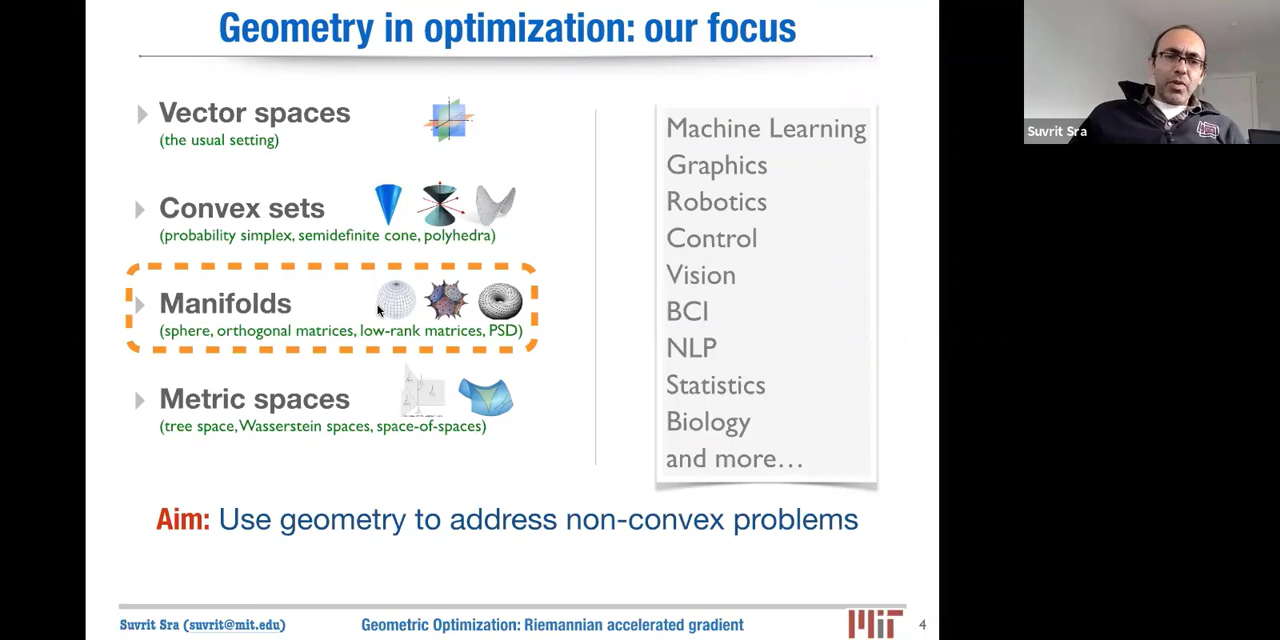 Geometry in optimization: our focus
Vector spaces
(the usual setting)
Convex sets
(probability simplex, semidefinite cone, polyhedra)
Manifolds
(sphere, orthogonal matrices, low-rank matrices, PSD)
Metric spaces
(tree space, Wasserstein spaces, space-of-spaces)
Machine Learning
Graphics
Robotics
Control
Vision
BCI
NLP
Statistics
Biology
and more…
Aim: Use geometry to address non-convex problems
Suvrit Sra (suvrit@mit.edu)
Geometric Optimization: Riemannian accelerated gradient
MIT
4
Suvrit Sra